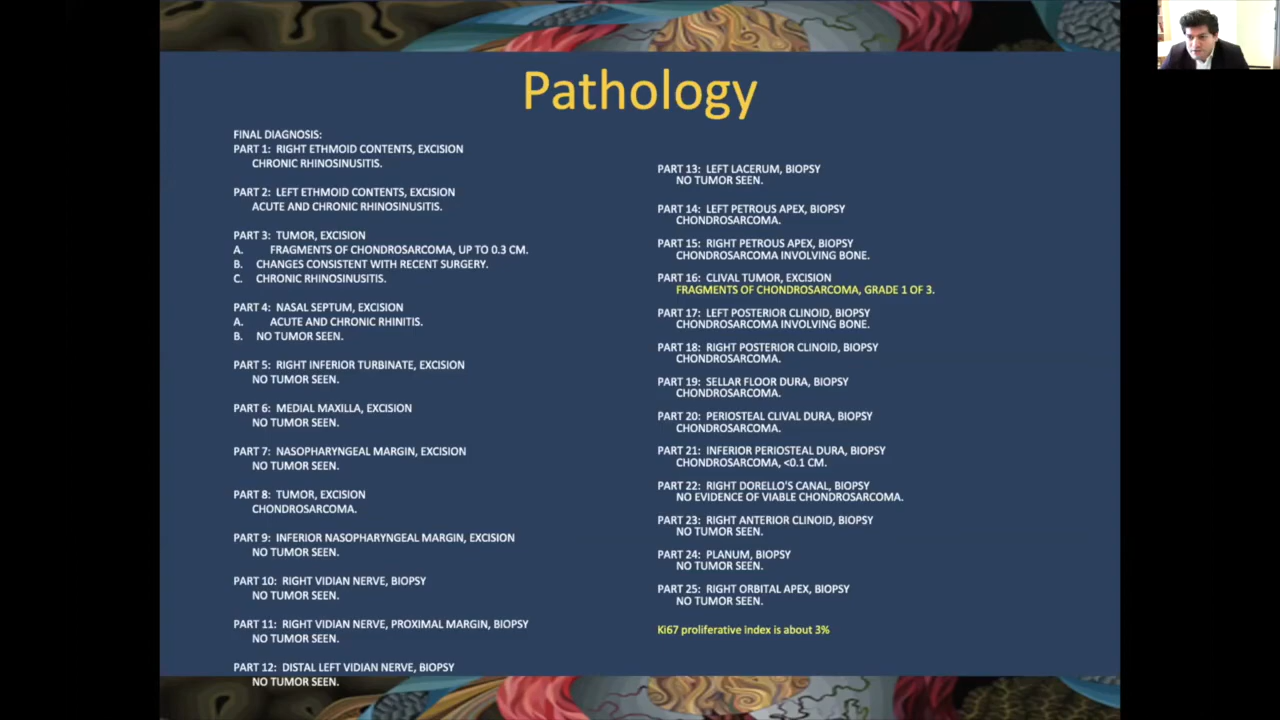 Pathology
FINAL DIAGNOSIS:
PART 1: RIGHT ETHMOID CONTENTS, EXCISION
CHRONIC RHINOSINUSITIS.
PART 2: LEFT ETHMOID CONTENTS, EXCISION
ACUTE AND CHRONIC RHINOSINUSITIS.
PART 3: TUMOR, EXCISION
A. FRAGMENTS OF CHONDROSARCOMA, UP TO 0.3 CM.
B. CHANGES CONSISTENT WITH RECENT SURGERY.
C. CHRONIC RHINOSINUSITIS.
PART 4: NASAL SEPTUM, EXCISION
A. ACUTE AND CHRONIC RHINITIS.
B. NO TUMOR SEEN.
PART 5: RIGHT INFERIOR TURBINATE, EXCISION
NO TUMOR SEEN.
PART 6: MEDIAL MAXILLA, EXCISION
NO TUMOR SEEN.
PART 7: NASOPHARYNGEAL MARGIN, EXCISION
NO TUMOR SEEN.
PART 8: TUMOR, EXCISION
CHONDROSARCOMA.
PART 9: INFERIOR NASOPHARYNGEAL MARGIN, EXCISION
NO TUMOR SEEN.
PART 10: RIGHT VIDIAN NERVE, BIOPSY
NO TUMOR SEEN.
PART 11: RIGHT VIDIAN NERVE, PROXIMAL MARGIN, BIOPSY
NO TUMOR SEEN.
PART 12: DISTAL LEFT VIDIAN NERVE, BIOPSY
NO TUMOR SEEN.
PART 13: LEFT LACERUM, BIOPSY
NO TUMOR SEEN.
PART 14: LEFT PETROUS APEX, BIOPSY
CHONDROSARCOMA.
PART 15: RIGHT PETROUS APEX, BIOPSY
CHONDROSARCOMA INVOLVING BONE.
PART 16: CLIVAL TUMOR, EXCISION
FRAGMENTS OF CHONDROSARCOMA, GRADE 1 OF 3.
PART 17: LEFT POSTERIOR CLINOID, BIOPSY
CHONDROSARCOMA INVOLVING BONE.
PART 18: RIGHT POSTERIOR CLINOID, BIOPSY
CHONDROSARCOMA.
PART 19: SELLAR FLOOR DURA, BIOPSY
CHONDROSARCOMA.
PART 20: PERIOSTEAL CLIVAL DURA, BIOPSY
CHONDROSARCOMA.
PART 21: INFERIOR PERIOSTEAL DURA, BIOPSY
CHONDROSARCOMA, <0.1 CM.
PART 22: RIGHT DORELLO'S CANAL, BIOPSY
NO EVIDENCE OF VIABLE CHONDROSARCOMA.
PART 23: RIGHT ANTERIOR CLINOID, BIOPSY
NO TUMOR SEEN.
PART 24: PLANUM, BIOPSY
NO TUMOR SEEN.
PART 25: RIGHT ORBITAL APEX, BIOPSY
NO TUMOR SEEN.
Ki67 proliferative index is about 3%